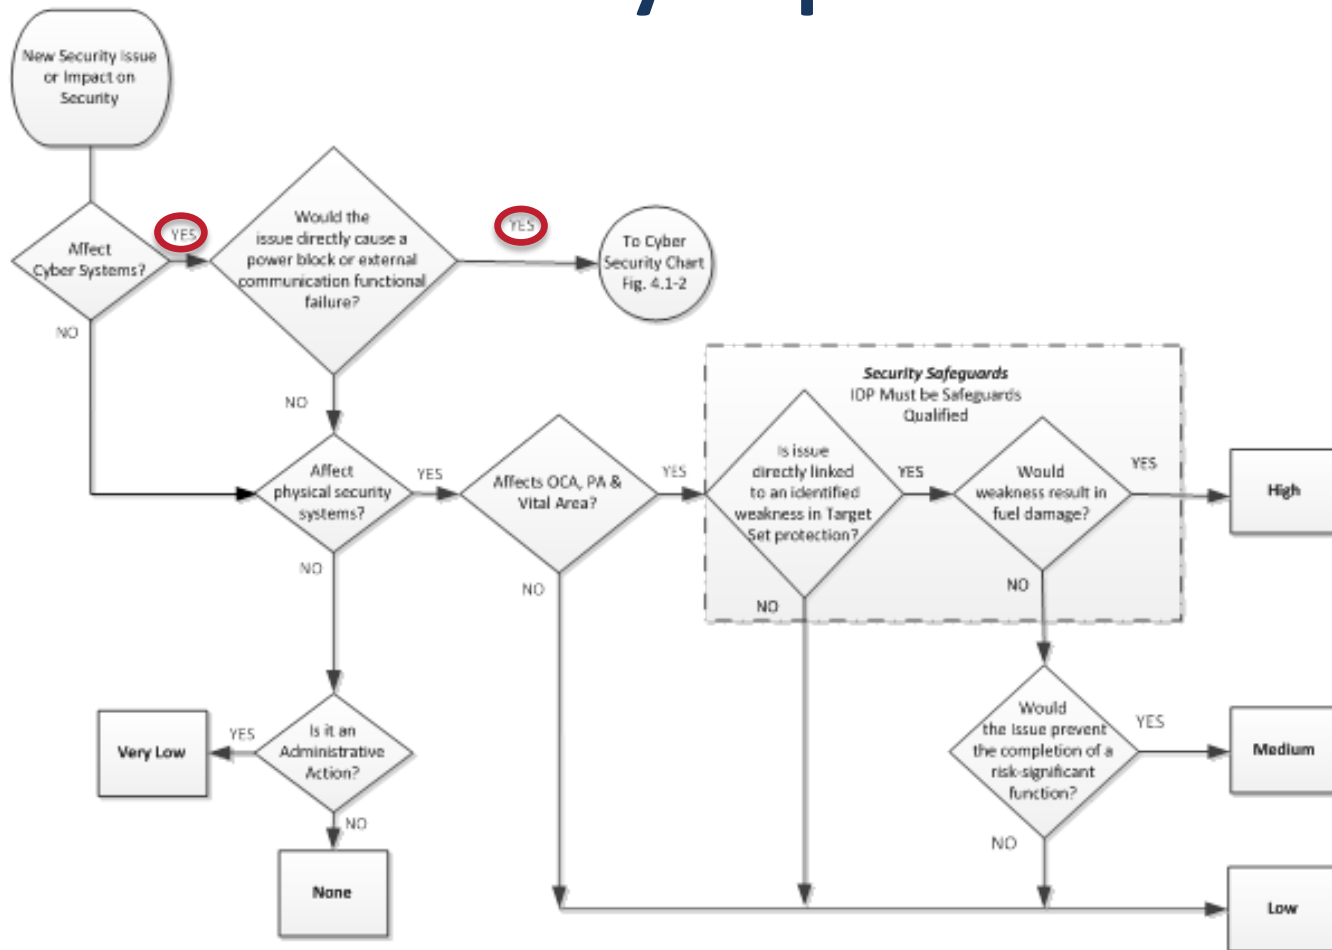 New Security Issue
or Impact on
Security
Affect
Cyber Systems?
YES
NO
Would the
issue directly cause a
power block or external
communication functional
failure?
YES
NO
To Cyber
Security Chart
Fig. 4.1-2
Affect
physical security
systems?
YES
NO
Affects OCA, PA &
Vital Area?
YES
NO
Security Safeguards
IDP Must be Safeguards
Qualified
Is issue
directly linked
to an identified
weakness in Target
Set protection?
YES
NO
Would
weakness result in
fuel damage?
YES
NO
High
Would
the issue prevent
the completion of a
risk-significant
function?
YES
NO
Medium
Low
Is it an
Administrative
Action?
YES
NO
Very Low
None